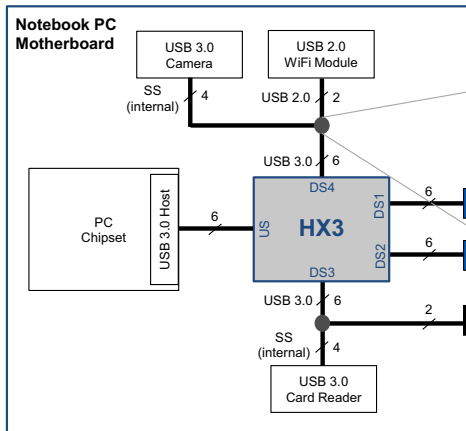 Notebook PC
Motherboard
USB 3.0
Camera
USB 2.0
WiFi Module
SS
(internal)
4
USB 2.0
2
USB 3.0
6
DS4
PC
Chipset
USB 3.0 Host
6
US
HX3
DS1
6
DS2
6
DS3
USB 3.0
6
2
SS
(internal)
4
USB 3.0
Card Reader